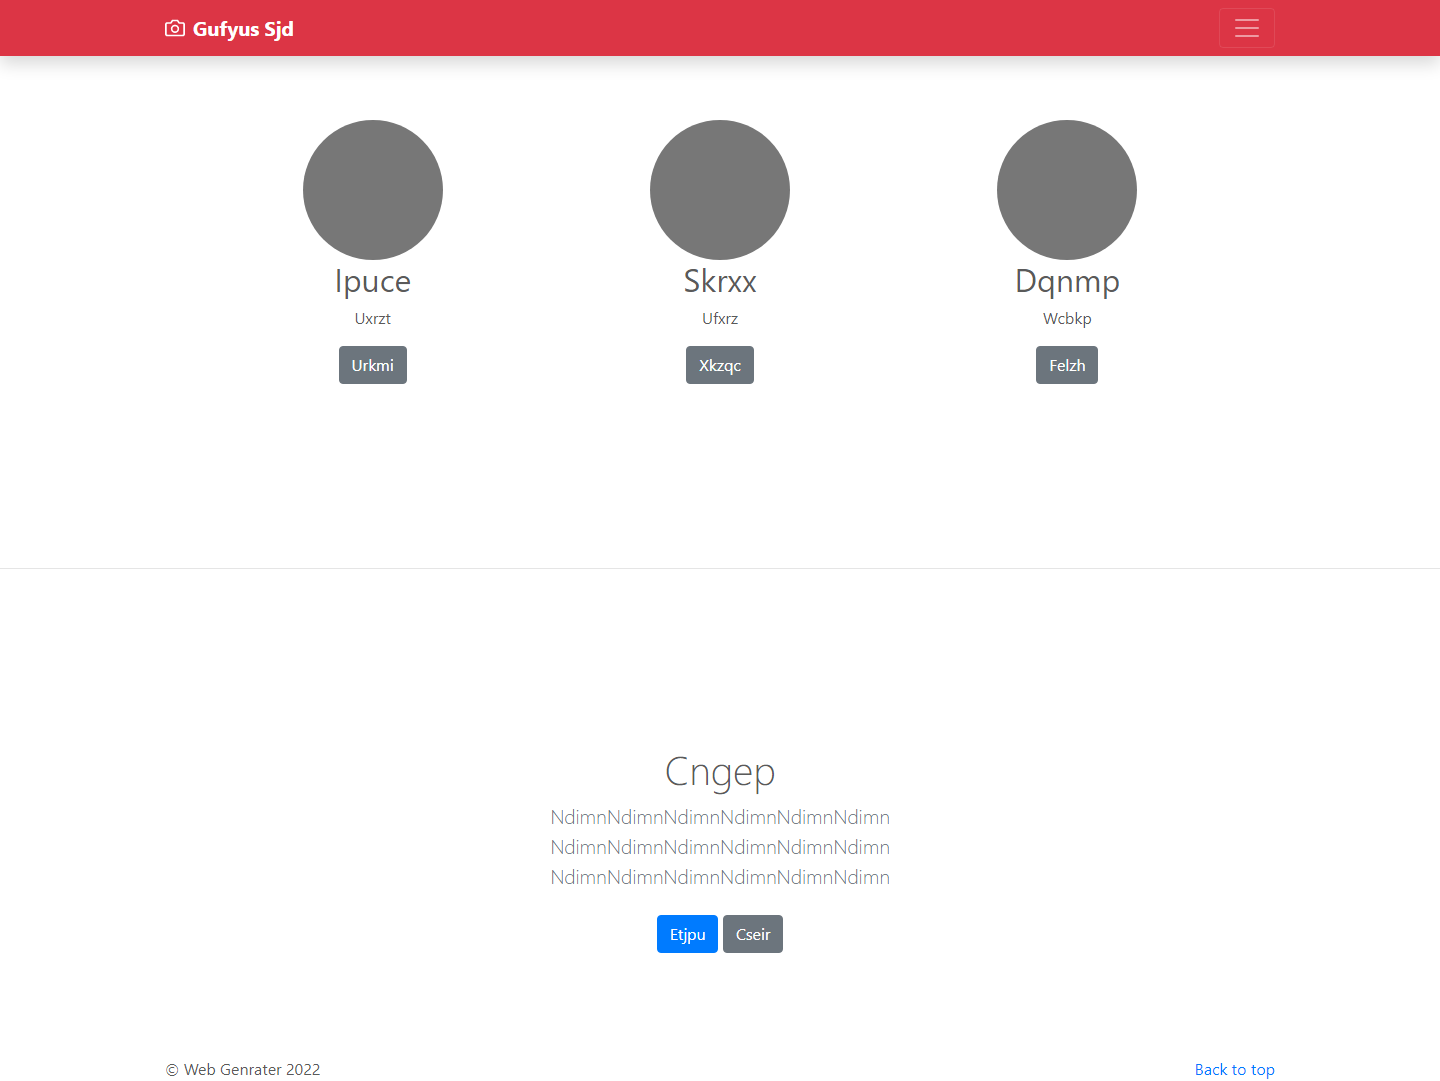 Gufyus Sjd
Ipuce
Uxrzt
Urkmi
Skrxx
Ufxrz
Xkzqc
Dqnmp
Wcbkp
Felzh
Cngep
NdimnNdimnNdimnNdimnNdimnNdimn
NdimnNdimnNdimnNdimnNdimnNdimn
NdimnNdimnNdimnNdimnNdimnNdimn
Etjpu Cseir
© Web Genrater 2022
Back to top